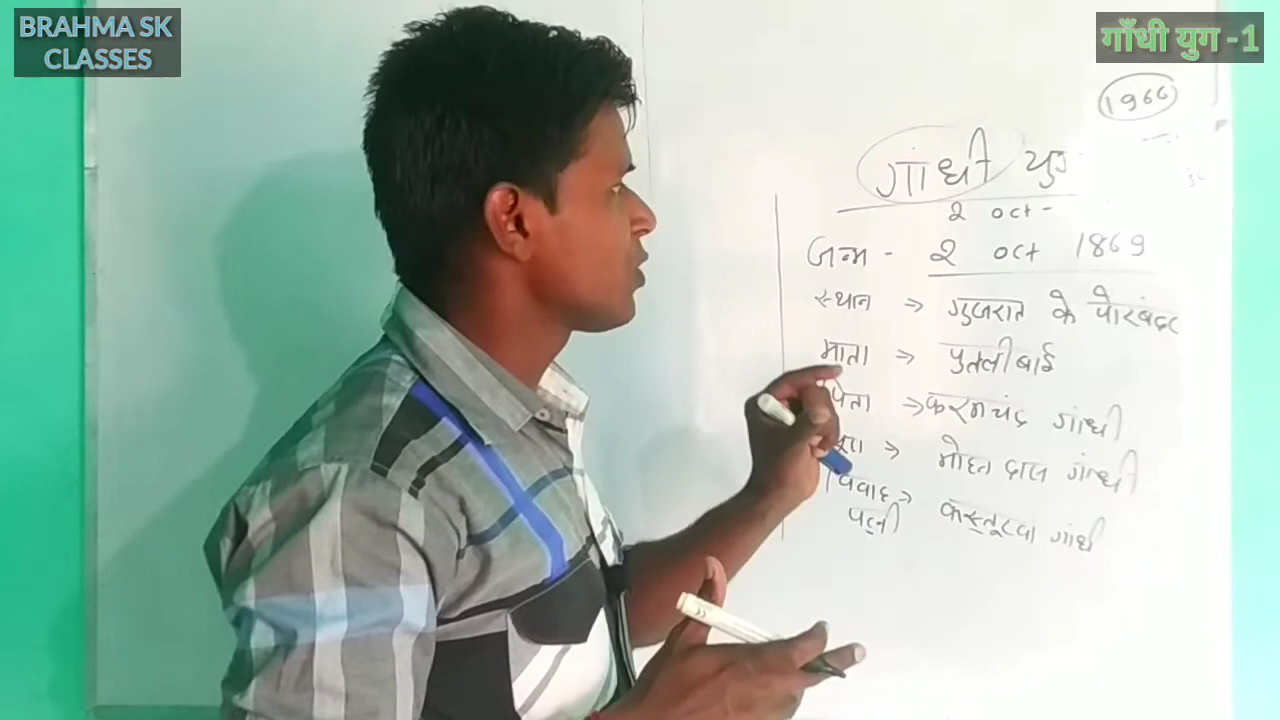 BRAHMA SK
CLASSES
गाँधी युग -1
1966
गांधी यु
2 oct -
जन्म - 2 oct 1869
स्थान → गुजरात के पोरबंदर
माता → पुतलीबाई
पिता → करमचंद गांधी
→ मोहन दास गांधी
विवाह →
पत्नी कस्तूरबा गांधी